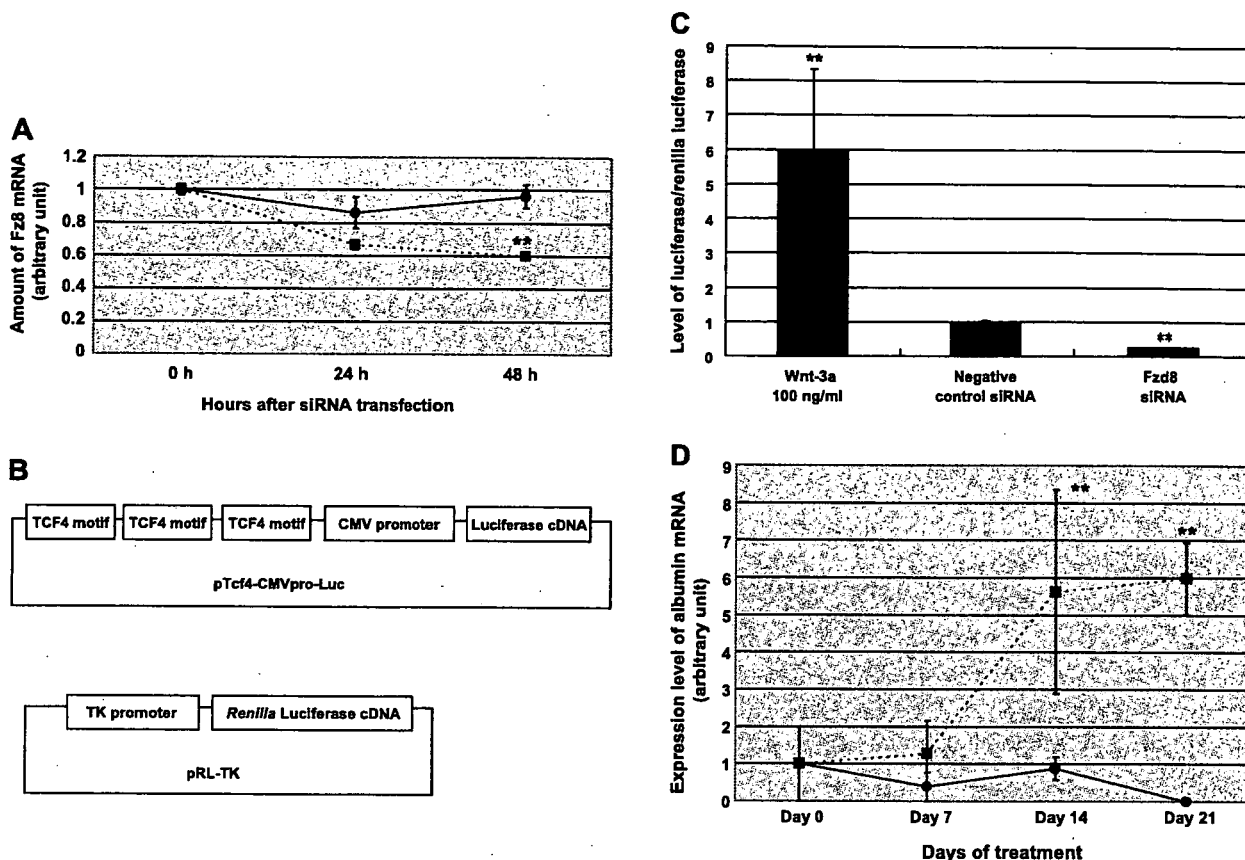 A
Amount of Fz8 mRNA
(arbitrary unit)
1.2
1
0.8
0.6
0.4
0.2
0
**
0 h
24 h
48 h
Hours after siRNA transfection
B
TCF4 motif
TCF4 motif
TCF4 motif
CMV promoter
Luciferase cDNA
pTcf4-CMVpro-Luc
TK promoter
Renilla Luciferase cDNA
pRL-TK
C
Level of luciferase/renilla luciferase
9
8
7
6
5
4
3
2
1
0
**
**
Wnt-3a
100 ng/ml
Negative
control siRNA
Fzd8
siRNA
D
Expression level of albumin mRNA
(arbitrary unit)
9
8
7
6
5
4
3
2
1
0
**
**
Day 0
Day 7
Day 14
Day 21
Days of treatment